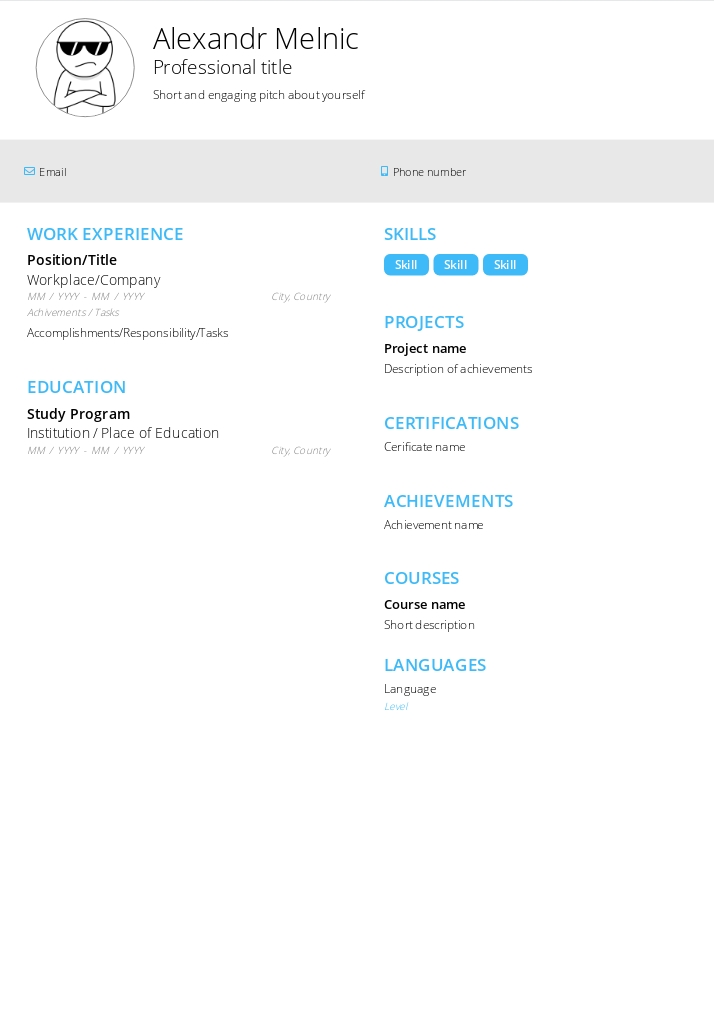 Alexandr Melnic
Professional title
Short and engaging pitch about yourself
Email
Phone number
WORK EXPERIENCE
Position/Title
Workplace/Company
MM / YYYY - MM / YYYY
City, Country
Achivements / Tasks
Accomplishments/Responsibility/Tasks
EDUCATION
Study Program
Institution / Place of Education
MM / YYYY - MM / YYYY
City, Country
SKILLS
Skill Skill Skill
PROJECTS
Project name
Description of achievements
CERTIFICATIONS
Cerificate name
ACHIEVEMENTS
Achievement name
COURSES
Course name
Short description
LANGUAGES
Language
Level